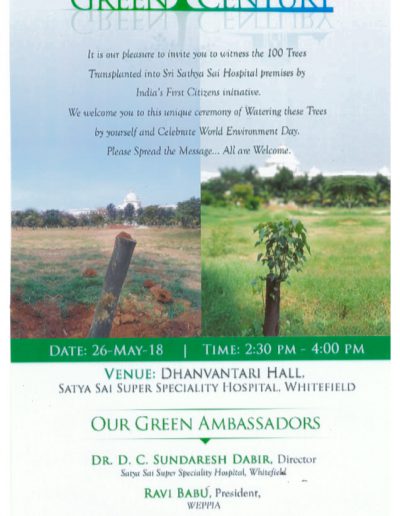 GREEN CENTURY
It is our pleasure to invite you to witness the 100 Trees
Transplanted into Sri Sathya Sai Hospital premises by
India's First Citizens initiative.
We welcome you to this unique ceremony of Watering these Trees
by yourself and Celebrate World Environment Day.
Please Spread the Message... All are Welcome.
DATE: 26-MAY-18 | TIME: 2:30 PM - 4:00 PM
VENUE: DHANVANTARI HALL,
SATYA SAI SUPER SPECIALITY HOSPITAL, WHITEFIELD
OUR GREEN AMBASSADORS
DR. D. C. SUNDARESH DABIR, Director
Satya Sai Super Speciality Hospital, Whitefield
RAVI BABU, President,
WEPPIA